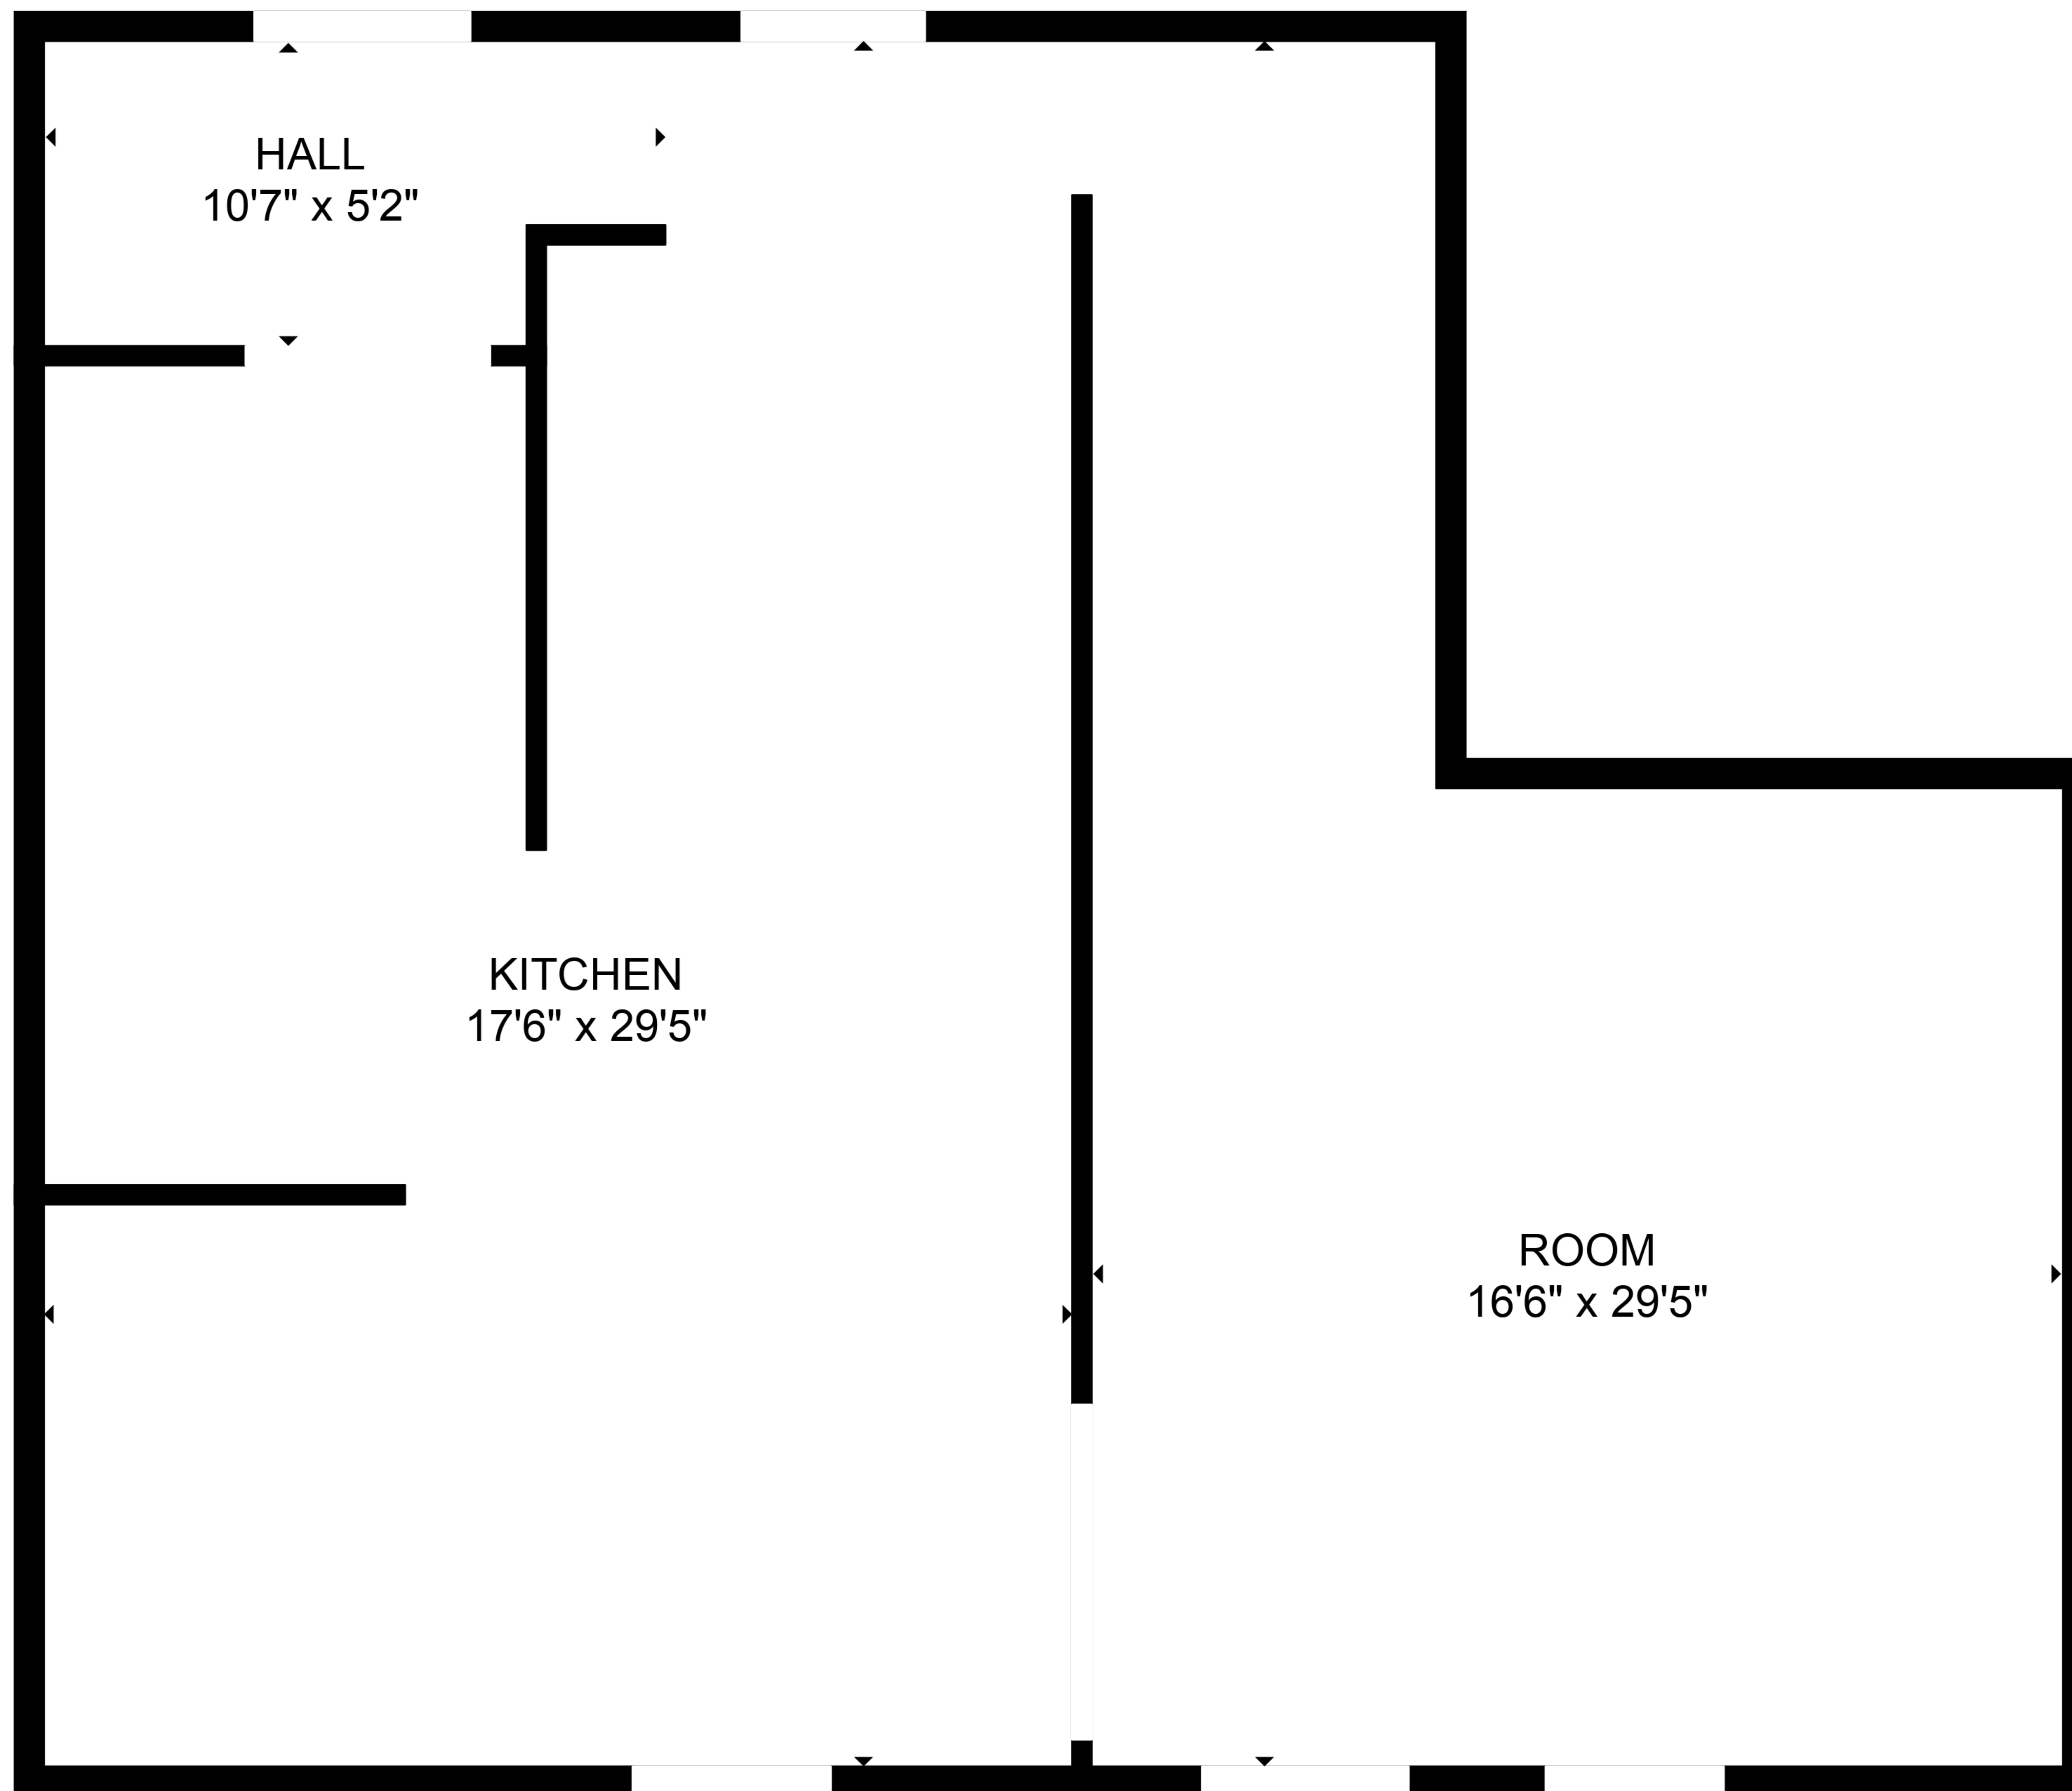 HALL
10'7" x 5'2"
KITCHEN
17'6" x 29'5"
ROOM
16'6" x 29'5"